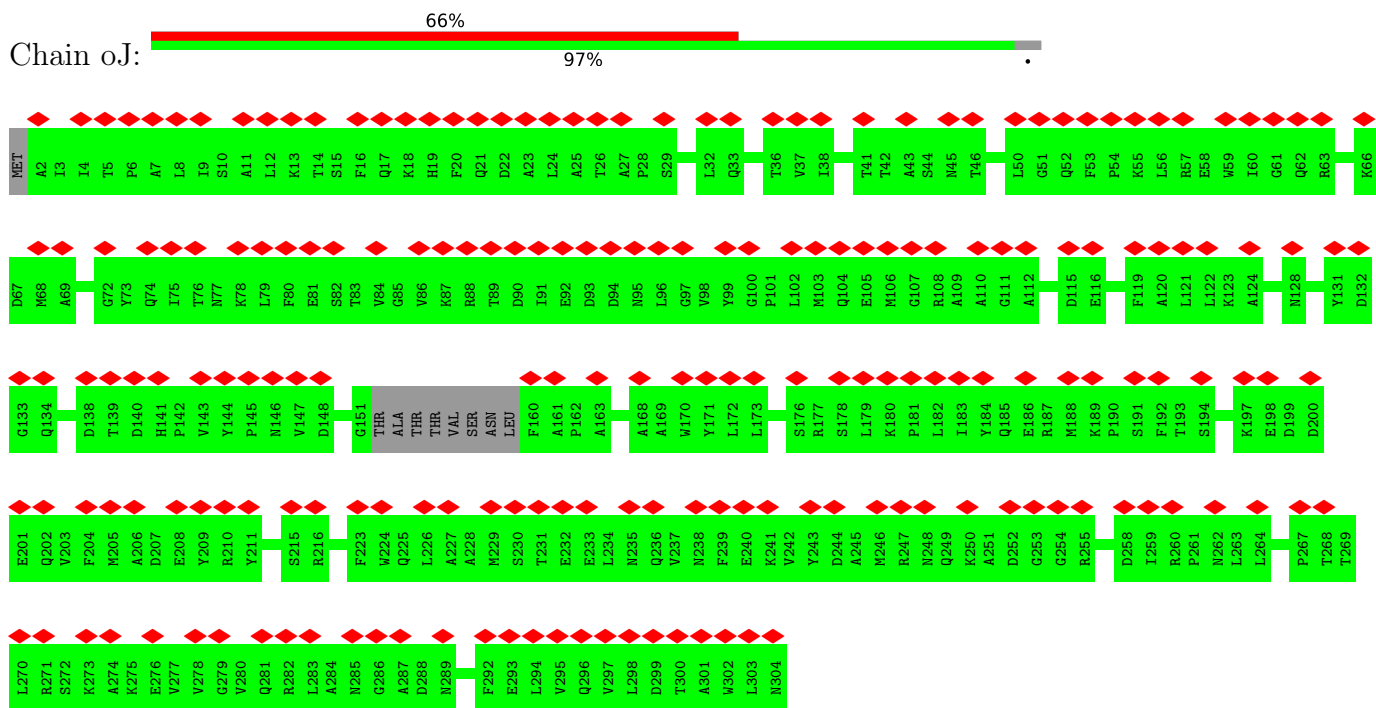 66%
Chain oJ:
97%
.
MET A2 I3 I4 T5 P6 A7 L8 I9 S10 A11 L12 K13 T14 S15 F16 Q17 K18 H19 F20 Q21 D22 A23 L24 A25 T26 A27 P28 S29 L32 Q33 T36 V37 I38 T41 T42 A43 S44 N45 T46 L50 G51 Q52 F53 P54 K55 L56 R57 E58 W59 I60 G61 Q62 R63 K66
D67 M68 A69 G72 Y73 Q74 I75 T76 N77 K78 L79 F80 E81 S82 T83 V84 G85 V86 K87 R88 T89 D90 I91 E92 D93 D94 N95 L96 G97 V98 Y99 G100 P101 L102 M103 Q104 E105 M106 G107 R108 A109 A110 G111 A112 D115 E116 F119 A120 L121 L122 K123 A124 N128 Y131 D132
G133 Q134 D138 T139 D140 H141 P142 V143 Y144 P145 N146 V147 D148 G151 THR ALA THR THR VAL SER ASN LEU F160 A161 P162 A163 A168 A169 W170 Y171 L172 L173 S176 R177 S178 L179 K180 P181 L182 I183 Y184 Q185 E186 R187 M188 K189 P190 S191 F192 T193 S194 K197 E198 D199 D200
E201 Q202 V203 F204 M205 A206 D207 E208 Y209 R210 Y211 S215 R216 F223 W224 Q225 L226 A227 A228 M229 S230 T231 E232 E233 L234 N235 Q236 V237 N238 F239 E240 K241 V242 Y243 D244 A245 M246 R247 N248 Q249 K250 A251 D252 G253 G254 R255 D258 I259 R260 P261 N262 L263 L264 P267 T268 T269
L270 R271 S272 K273 A274 K275 E276 V277 V278 G279 V280 Q281 R282 L283 A284 N285 G286 A287 D288 N289 F292 E293 L294 V295 Q296 V297 L298 D299 T300 A301 W302 L303 N304